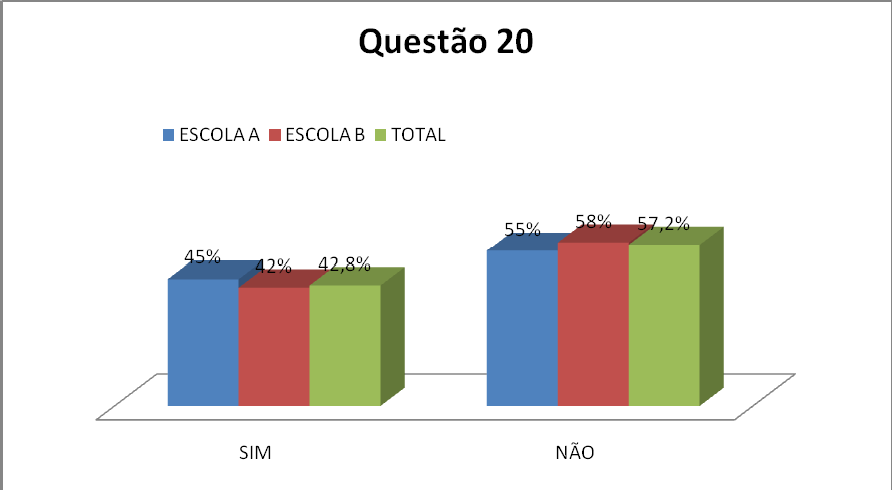 Questão 20
ESCOLA A ESCOLA B TOTAL
45% 42% 42,8% 55% 58% 57,2%
SIM NÃO